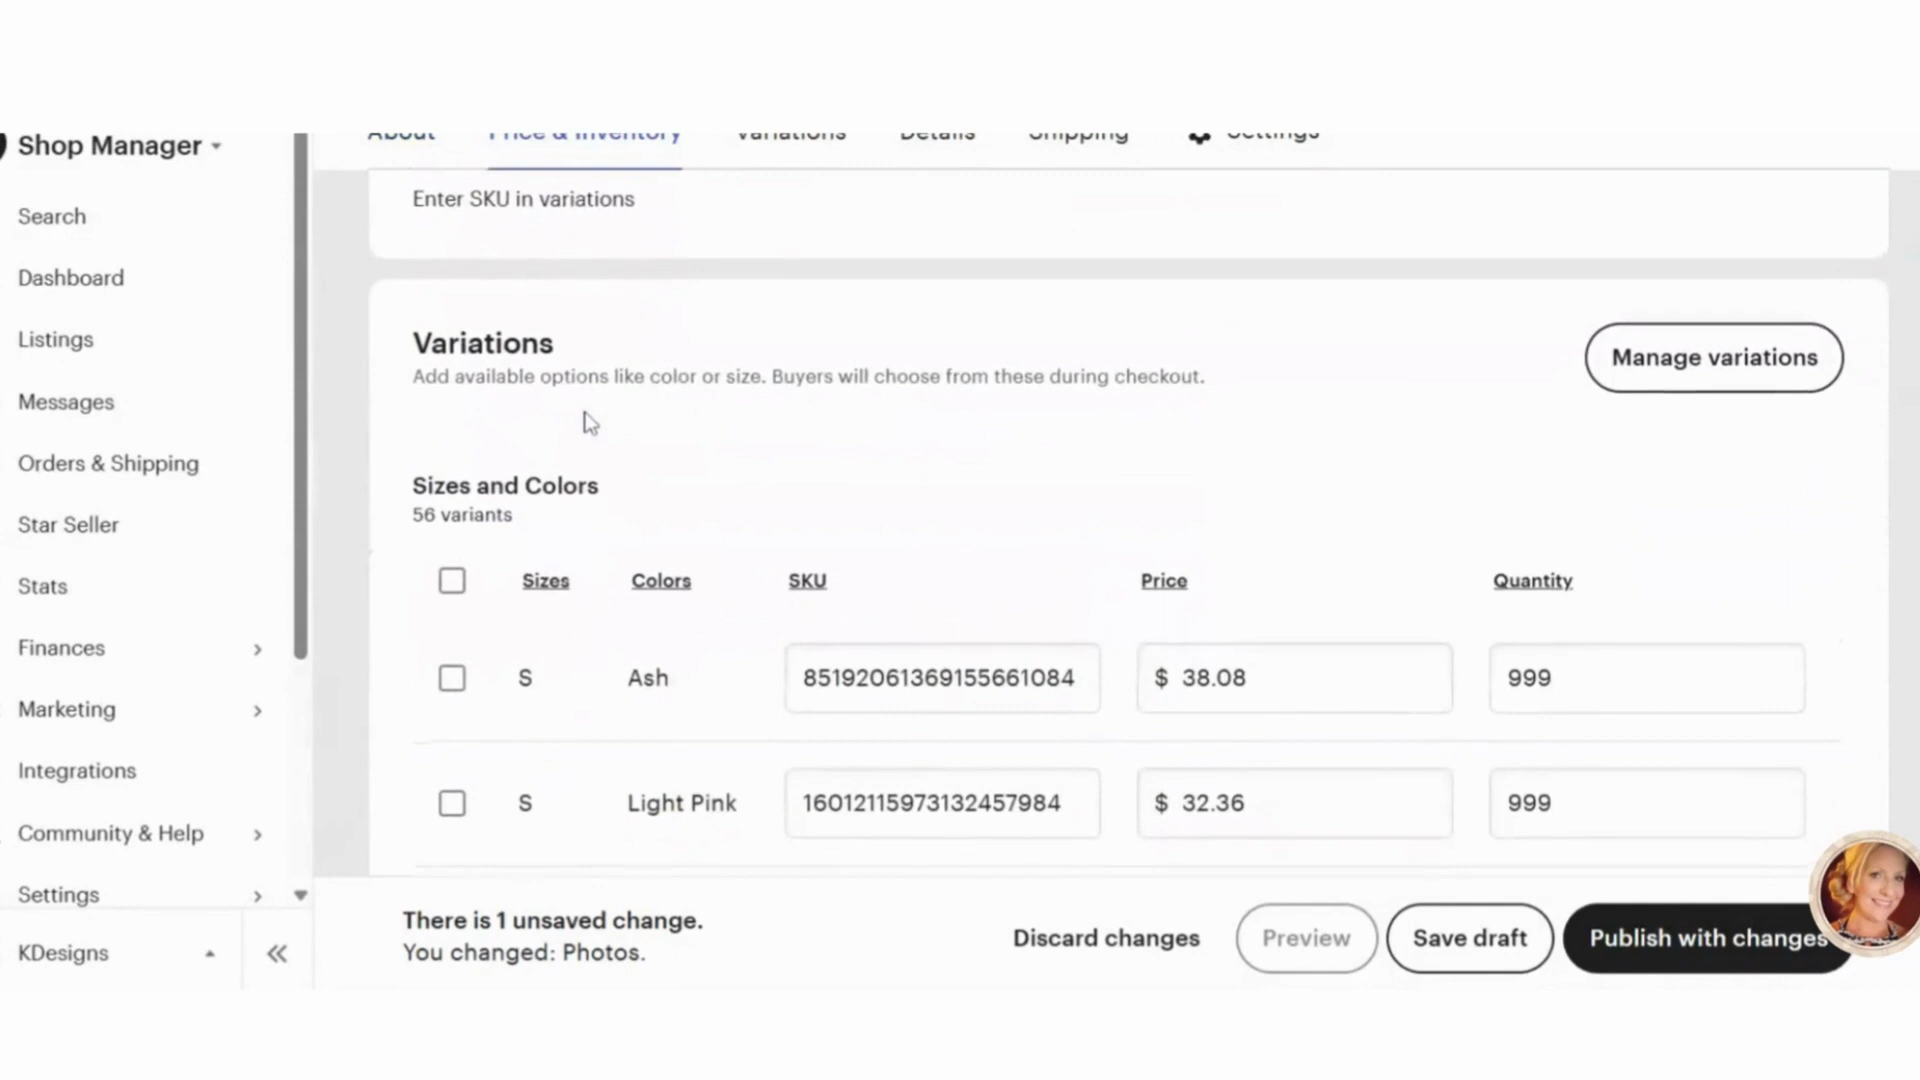 Shop Manager
About Price & Inventory Variations Details Shipping Settings
Search
Dashboard
Listings
Messages
Orders & Shipping
Star Seller
Stats
Finances
Marketing
Integrations
Community & Help
Settings
KDesigns
Enter SKU in variations
Variations
Add available options like color or size. Buyers will choose from these during checkout.
Manage variations
Sizes and Colors
56 variants
Sizes Colors SKU Price Quantity
S Ash 85192061369155661084 $ 38.08 999
S Light Pink 16012115973132457984 $ 32.36 999
There is 1 unsaved change.
You changed: Photos.
Discard changes Preview Save draft Publish with changes